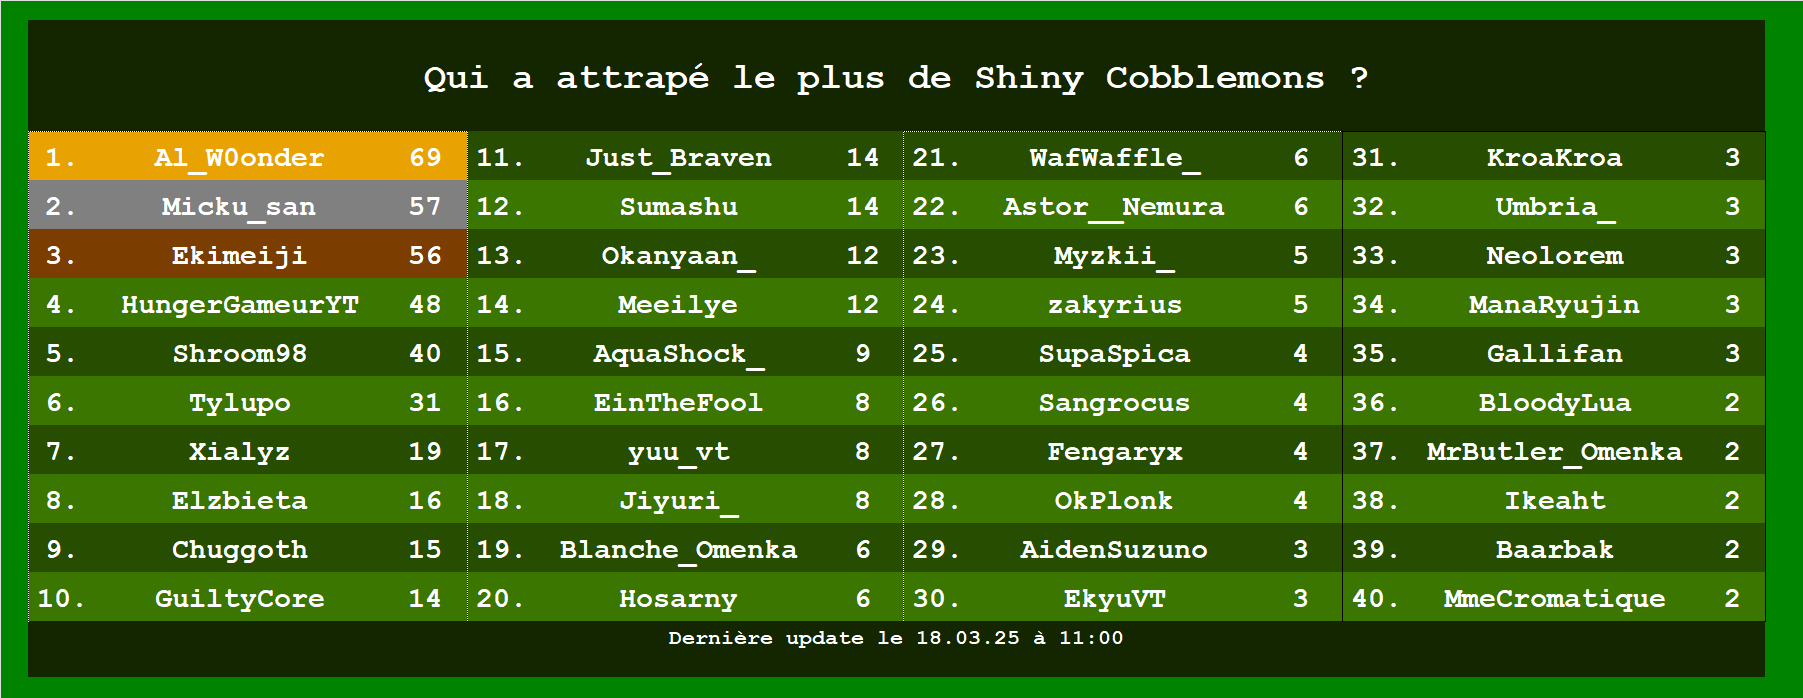 Qui a attrapé le plus de Shiny Cobblemons ?
1. Al_W0onder 69
2. Micku_san 57
3. Ekimeiji 56
4. HungerGameurYT 48
5. Shroom98 40
6. Tylupo 31
7. Xialyz 19
8. Elzbieta 16
9. Chuggoth 15
10. GuiltyCore 14
11. Just_Braven 14
12. Sumashu 14
13. Okanyaan_ 12
14. Meeilye 12
15. AquaShock_ 9
16. EinTheFool 8
17. yuu_vt 8
18. Jiyuri_ 8
19. Blanche_Omenka 6
20. Hosarny 6
21. WafWaffle_ 6
22. Astor__Nemura 6
23. Myzkii_ 5
24. zakyrius 5
25. SupaSpica 4
26. Sangrocus 4
27. Fengaryx 4
28. OkPlonk 4
29. AidenSuzuno 3
30. EkyuVT 3
31. KroaKroa 3
32. Umbria_ 3
33. Neolorem 3
34. ManaRyujin 3
35. Gallifan 3
36. BloodyLua 2
37. MrButler_Omenka 2
38. Ikeaht 2
39. Baarbak 2
40. MmeCromatique 2
Dernière update le 18.03.25 à 11:00